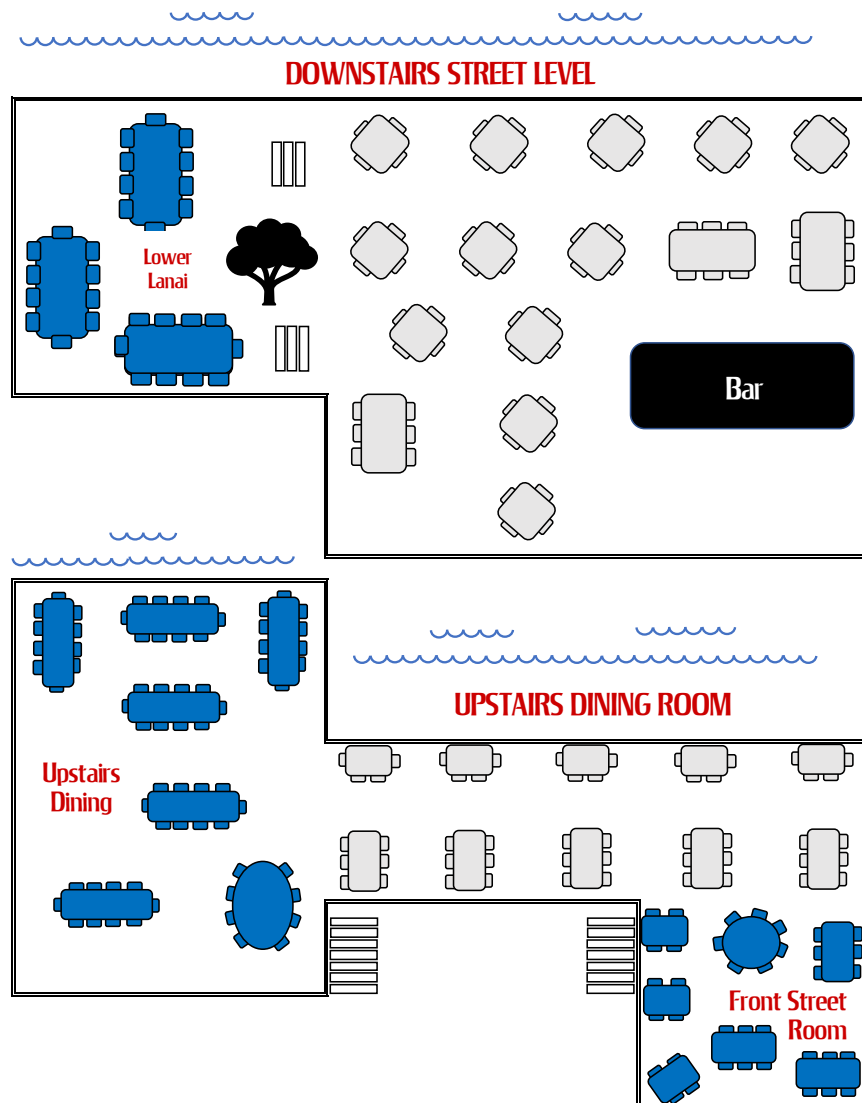 DOWNSTAIRS STREET LEVEL
Lower
Lanai
Bar
UPSTAIRS DINING ROOM
Upstairs
Dining
Front Street
Room